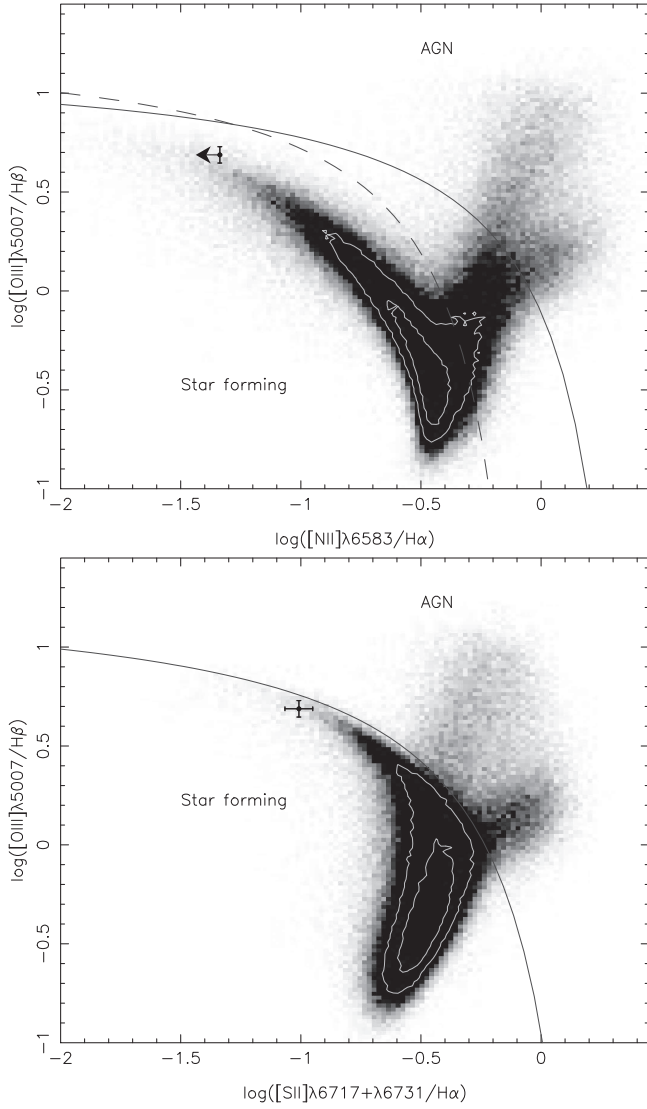 AGN
1
0.5
0
−0.5
−1
log([OIII]λ5007/Hβ)
Star forming
−2
−1.5
−1
−0.5
0
log([NII]λ6583/Hα)
AGN
1
0.5
0
−0.5
−1
log([OIII]λ5007/Hβ)
Star forming
−2
−1.5
−1
−0.5
0
log([SII]λ6717+λ6731/Hα)